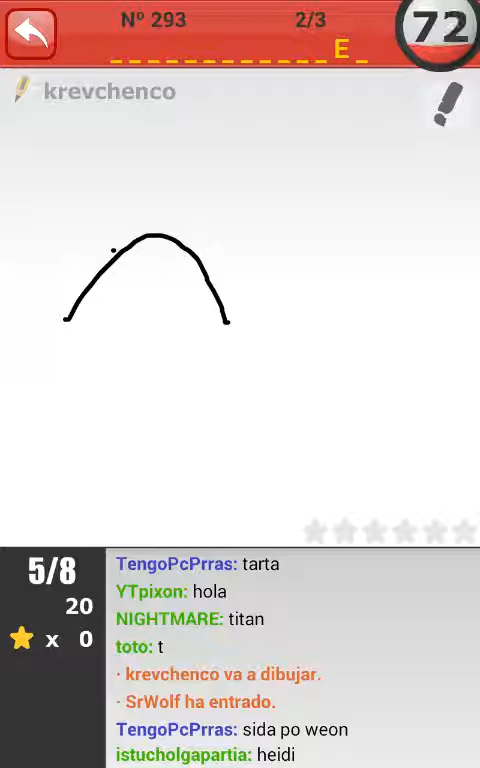 Nº 293
2/3
72
_ _ _ _ _ _ _ _ _ _ _ _ E _
krevchenco
5/8
20
x 0
TengoPcPrras: tarta
YTpixon: hola
NIGHTMARE: titan
toto: t
· krevchenco va a dibujar.
· SrWolf ha entrado.
TengoPcPrras: sida po weon
istucholgapartia: heidi